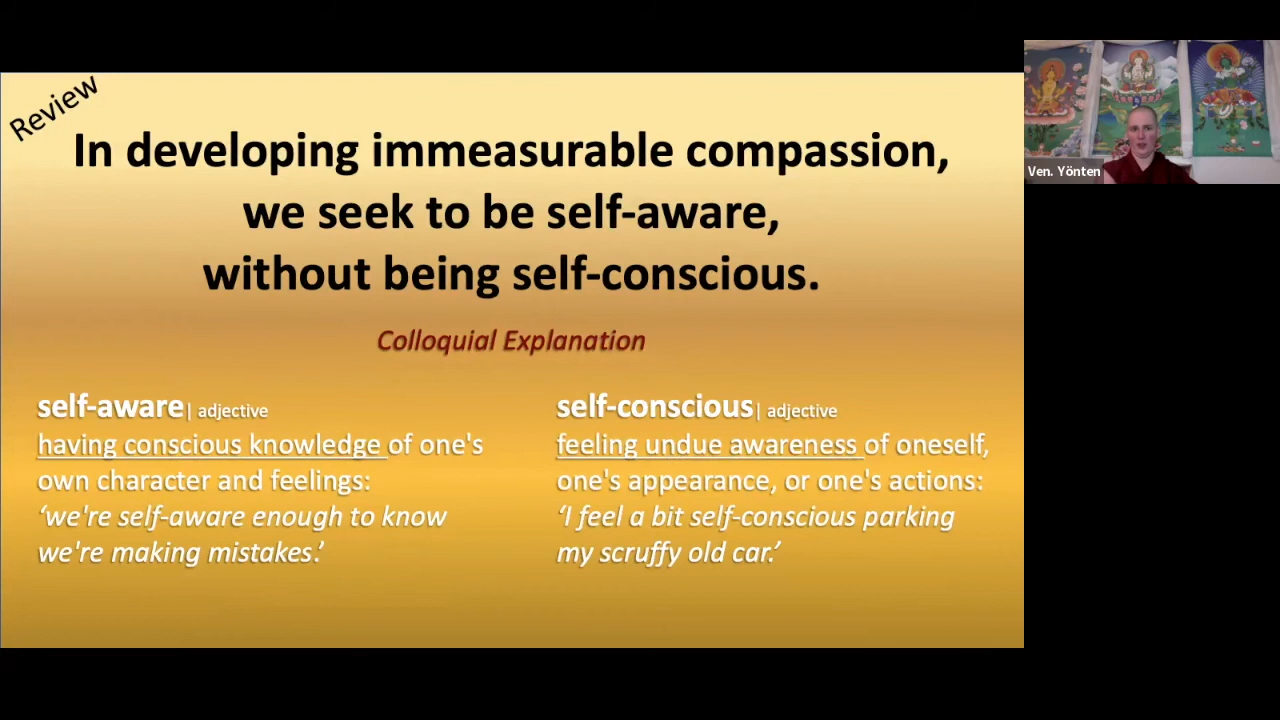 Review
In developing immeasurable compassion,
we seek to be self-aware,
without being self-conscious.
Colloquial Explanation
self-aware| adjective
having conscious knowledge of one's
own character and feelings:
‘we're self-aware enough to know
we're making mistakes.’
self-conscious| adjective
feeling undue awareness of oneself,
one's appearance, or one's actions:
‘I feel a bit self-conscious parking
my scruffy old car.’
Ven. Yönten